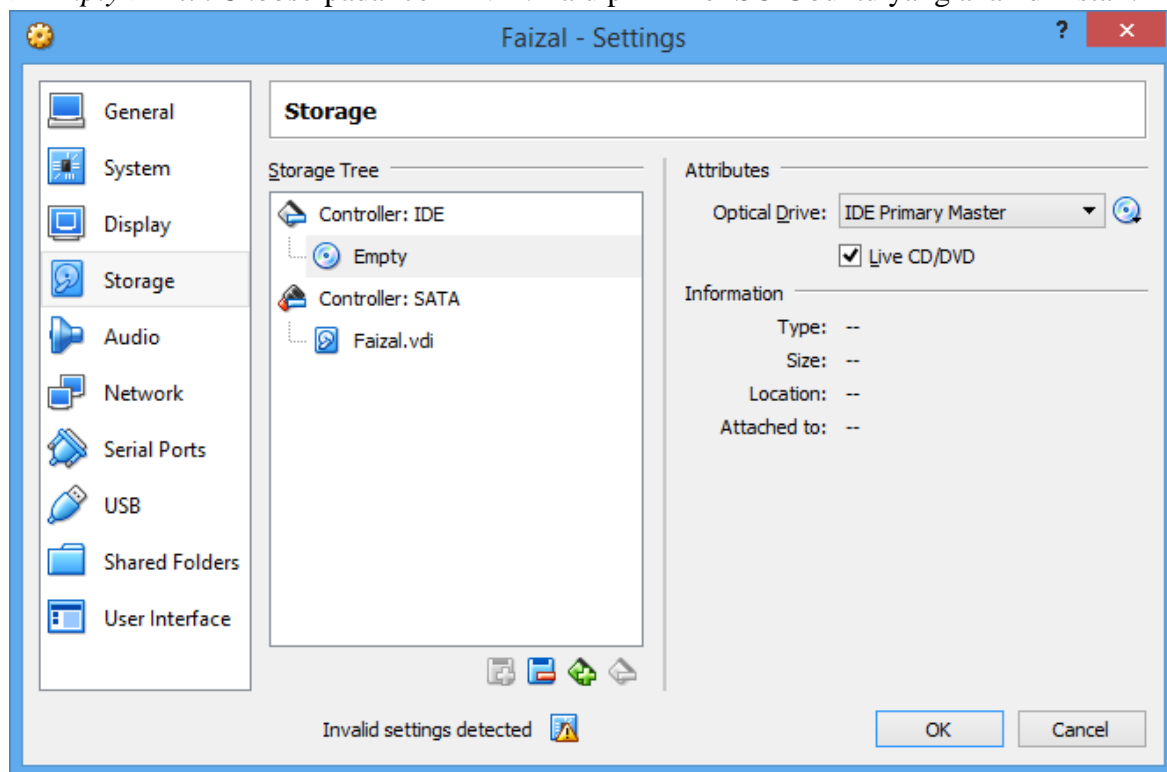 Faizal - Settings
?
General
System
Display
Storage
Audio
Network
Serial Ports
USB
Shared Folders
User Interface
Storage
Storage Tree
Controller: IDE
Empty
Controller: SATA
Faizal.vdi
Attributes
Optical Drive: IDE Primary Master
Live CD/DVD
Information
Type: --
Size: --
Location: --
Attached to: --
Invalid settings detected
OK
Cancel